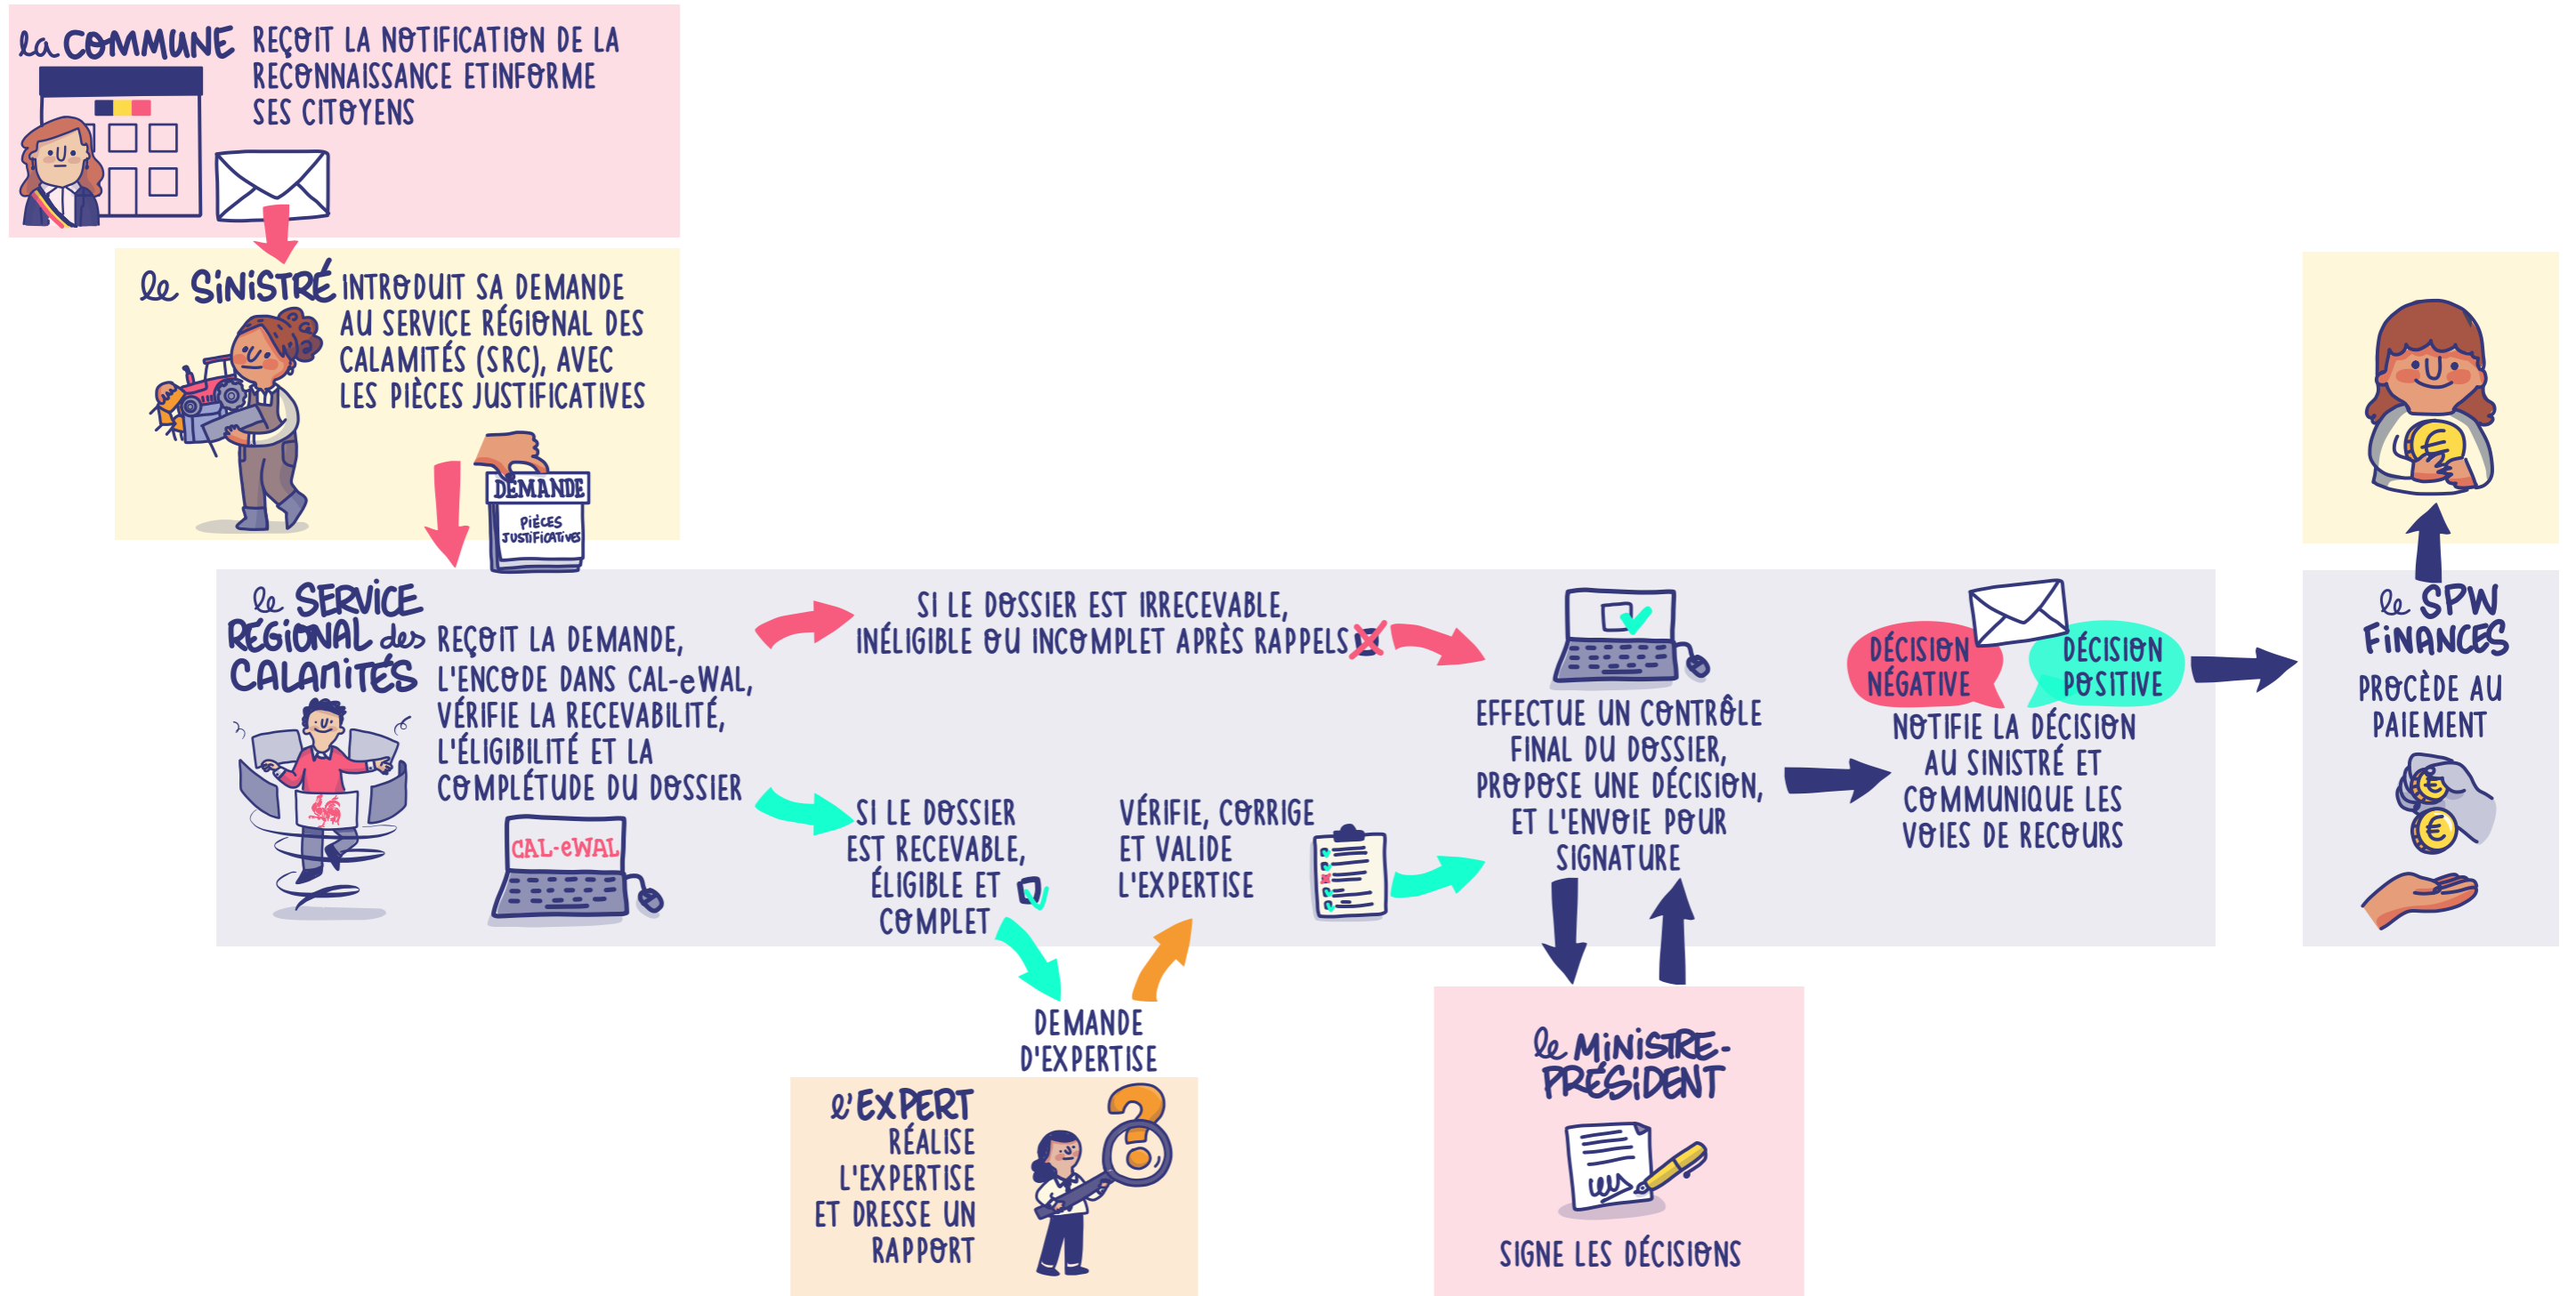 la COMMUNE
REÇOIT LA NOTIFICATION DE LA
RECONNAISSANCE ETINFORME
SES CITOYENS
le SINISTRÉ
INTRODUIT SA DEMANDE
AU SERVICE RÉGIONAL DES
CALAMITÉS (SRC), AVEC
LES PIÈCES JUSTIFICATIVES
DEMANDE
PIÈCES
JUSTIFICATIVES
le SERVICE
RÉGIONAL des
CALAMITÉS
REÇOIT LA DEMANDE,
L'ENCODE DANS CAL-eWAL,
VÉRIFIE LA RECEVABILITÉ,
L'ÉLIGIBILITÉ ET LA
COMPLÉTUDE DU DOSSIER
CAL-eWAL
SI LE DOSSIER EST IRRECEVABLE,
INÉLIGIBLE OU INCOMPLET APRÈS RAPPELS
SI LE DOSSIER
EST RECEVABLE,
ÉLIGIBLE ET
COMPLET
DEMANDE
D'EXPERTISE
l'EXPERT
RÉALISE
L'EXPERTISE
ET DRESSE UN
RAPPORT
VÉRIFIE, CORRIGE
ET VALIDE
L'EXPERTISE
EFFECTUE UN CONTRÔLE
FINAL DU DOSSIER,
PROPOSE UNE DÉCISION,
ET L'ENVOIE POUR
SIGNATURE
le MINISTRE-
PRÉSIDENT
SIGNE LES DÉCISIONS
DÉCISION
NÉGATIVE
DÉCISION
POSITIVE
NOTIFIE LA DÉCISION
AU SINISTRÉ ET
COMMUNIQUE LES
VOIES DE RECOURS
le SPW
FINANCES
PROCÈDE AU
PAIEMENT